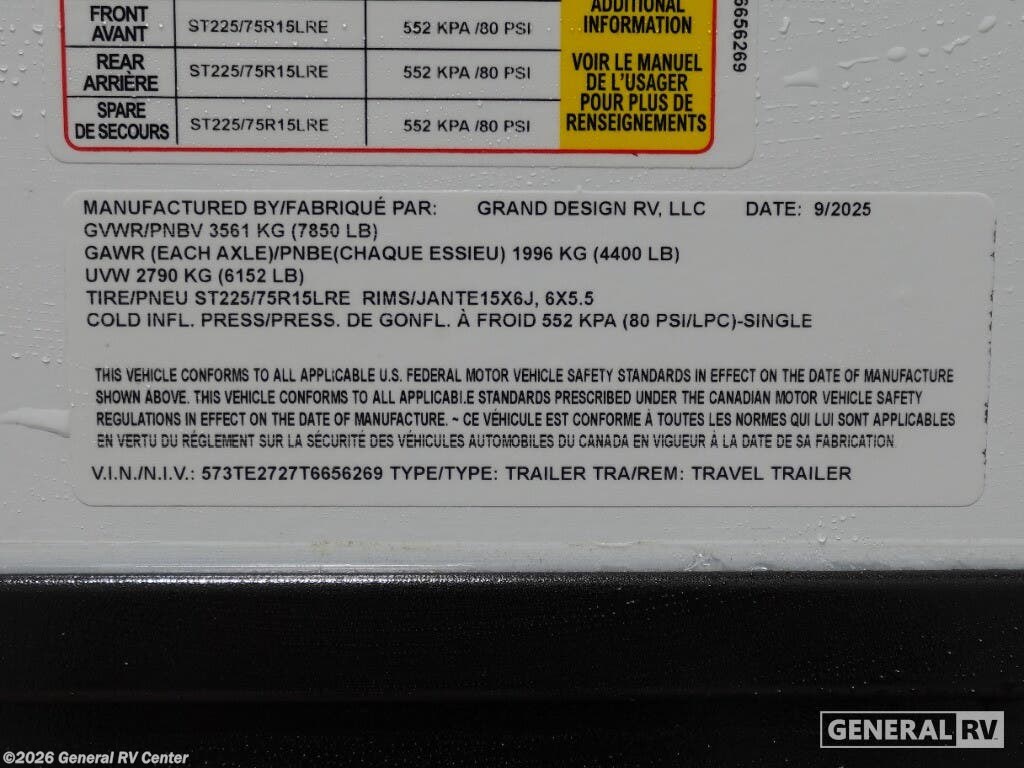 FRONT AVANT ST225/75R15LRE 552 KPA /80 PSI
REAR ARRIÈRE ST225/75R15LRE 552 KPA /80 PSI
SPARE DE SECOURS ST225/75R15LRE 552 KPA /80 PSI
ADDITIONAL
INFORMATION
VOIR LE MANUEL
DE L'USAGER
POUR PLUS DE
RENSEIGNEMENTS
6656269
MANUFACTURED BY/FABRIQUÉ PAR: GRAND DESIGN RV, LLC DATE: 9/2025
GVWR/PNBV 3561 KG (7850 LB)
GAWR (EACH AXLE)/PNBE(CHAQUE ESSIEU) 1996 KG (4400 LB)
UVW 2790 KG (6152 LB)
TIRE/PNEU ST225/75R15LRE RIMS/JANTE15X6J, 6X5.5
COLD INFL. PRESS/PRESS. DE GONFL. À FROID 552 KPA (80 PSI/LPC)-SINGLE
THIS VEHICLE CONFORMS TO ALL APPLICABLE U.S. FEDERAL MOTOR VEHICLE SAFETY STANDARDS IN EFFECT ON THE DATE OF MANUFACTURE
SHOWN ABOVE. THIS VEHICLE CONFORMS TO ALL APPLICABLE STANDARDS PRESCRIBED UNDER THE CANADIAN MOTOR VEHICLE SAFETY
REGULATIONS IN EFFECT ON THE DATE OF MANUFACTURE. ~ CE VÉHICULE EST CONFORME À TOUTES LES NORMES QUI LUI SONT APPLICABLES
EN VERTU DU RÉGLEMENT SUR LA SÉCURITÉ DES VÉHICULES AUTOMOBILES DU CANADA EN VIGUEUR À LA DATE DE SA FABRICATION
V.I.N./N.I.V.: 573TE2727T6656269 TYPE/TYPE: TRAILER TRA/REM: TRAVEL TRAILER
GENERAL RV
©2026 General RV Center